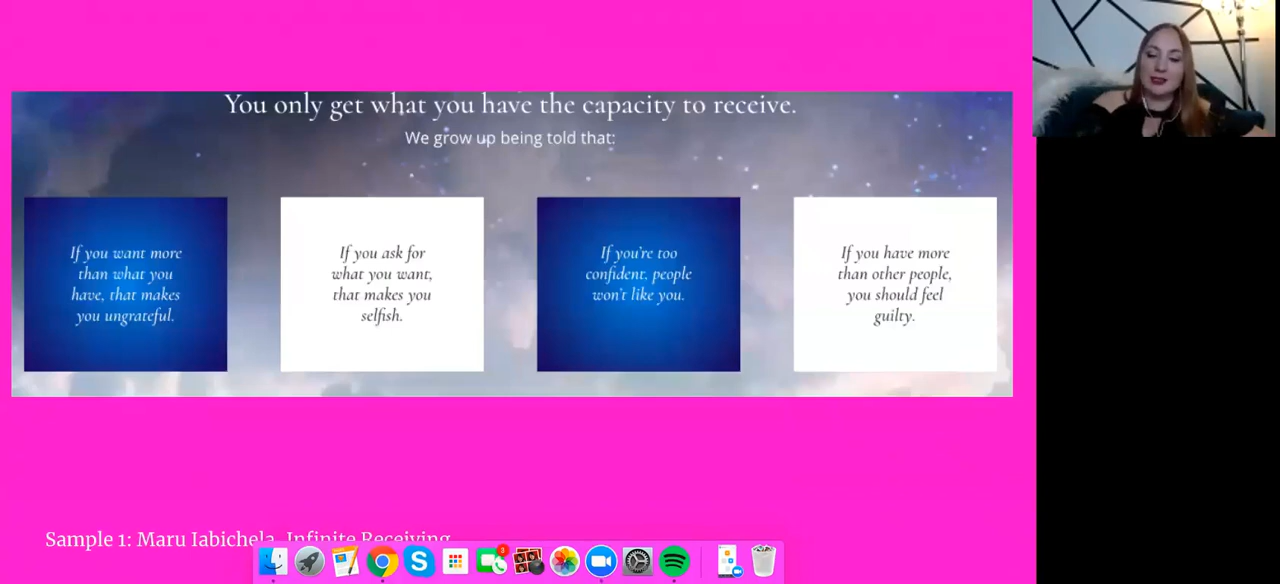 You only get what you have the capacity to receive.
We grow up being told that:
If you want more
than what you
have, that makes
you ungrateful.
If you ask for
what you want,
that makes you
selfish.
If you're too
confident, people
won't like you.
If you have more
than other people,
you should feel
guilty.
Sample 1: Maru Iabichela, Infinite Receiving
3